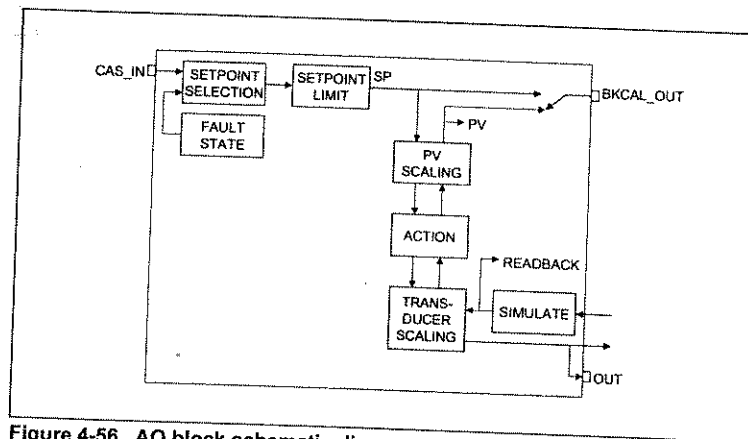 CAS_IN
SETPOINT
SELECTION
SETPOINT
LIMIT
SP
BKCAL_OUT
FAULT
STATE
PV
PV
SCALING
ACTION
READBACK
TRANS-
DUCER
SCALING
SIMULATE
OUT
Figure 4-56 AO block schematic